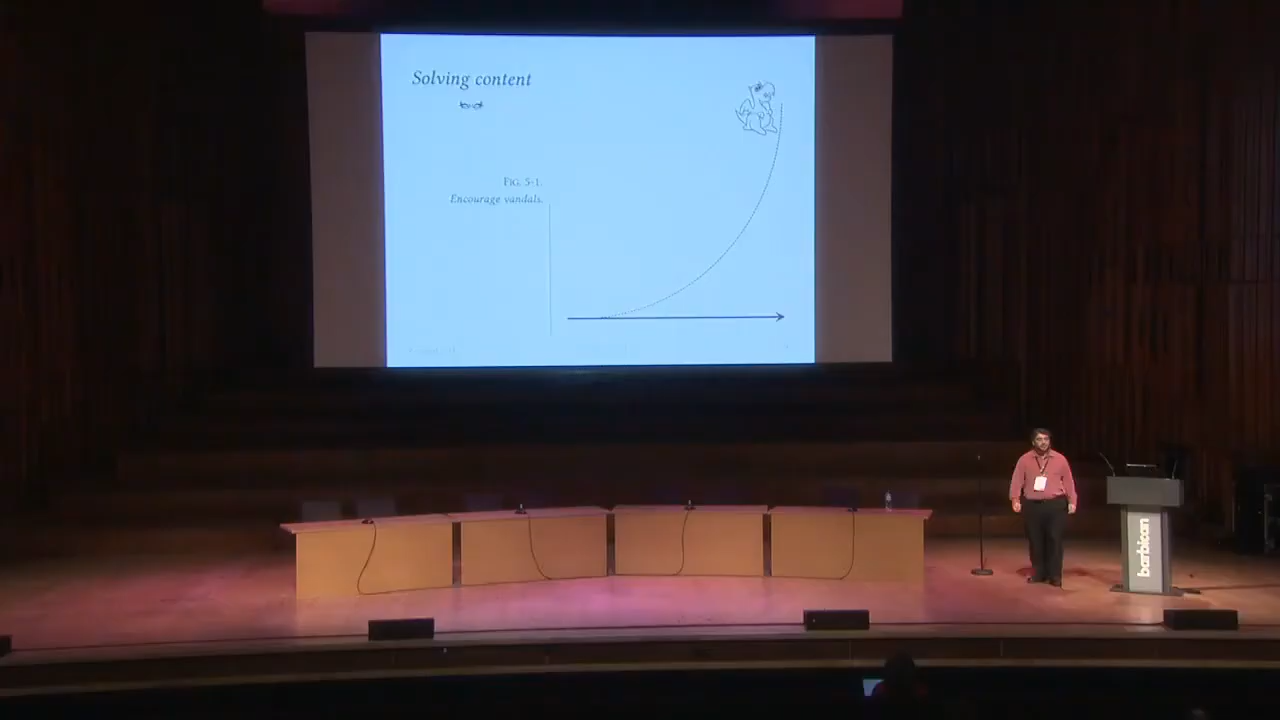 Solving content
FIG. 5-1.
Encourage vandals.
barbican